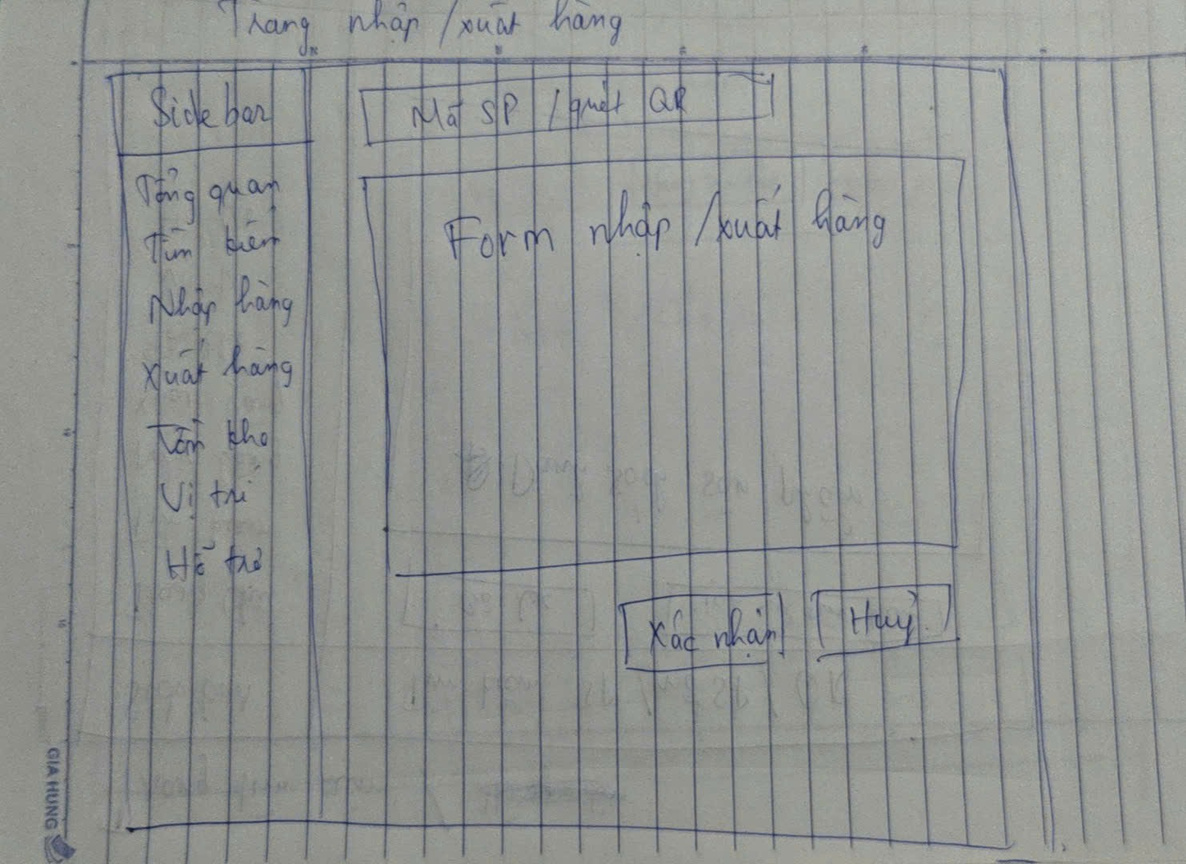 Trang nhập /xuất hàng
Sidebar
Mã SP / quét QR
Tổng quan
Tìm kiếm
Nhập hàng
Xuất hàng
Tồn kho
Vị trí
Hỗ trợ
Form nhập /xuất hàng
Xác nhận
Huỷ
GIA HUNG